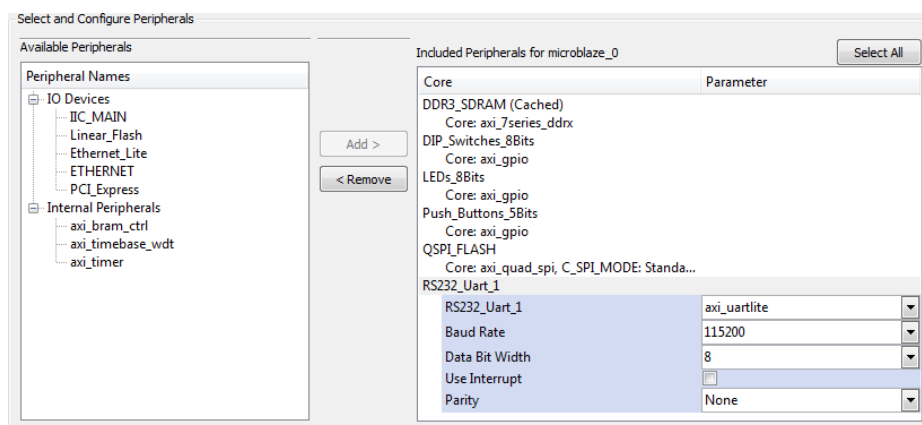 Select and Configure Peripherals
Available Peripherals
Peripheral Names
IO Devices
IIC_MAIN
Linear_Flash
Ethernet_Lite
ETHERNET
PCI_Express
Internal Peripherals
axi_bram_ctrl
axi_timebase_wdt
axi_timer
Add >
< Remove
Included Peripherals for microblaze_0
Select All
Core Parameter
DDR3_SDRAM (Cached)
Core: axi_7series_ddrx
DIP_Switches_8Bits
Core: axi_gpio
LEDs_8Bits
Core: axi_gpio
Push_Buttons_5Bits
Core: axi_gpio
QSPI_FLASH
Core: axi_quad_spi, C_SPI_MODE: Standa...
RS232_Uart_1
RS232_Uart_1 axi_uartlite
Baud Rate 115200
Data Bit Width 8
Use Interrupt
Parity None